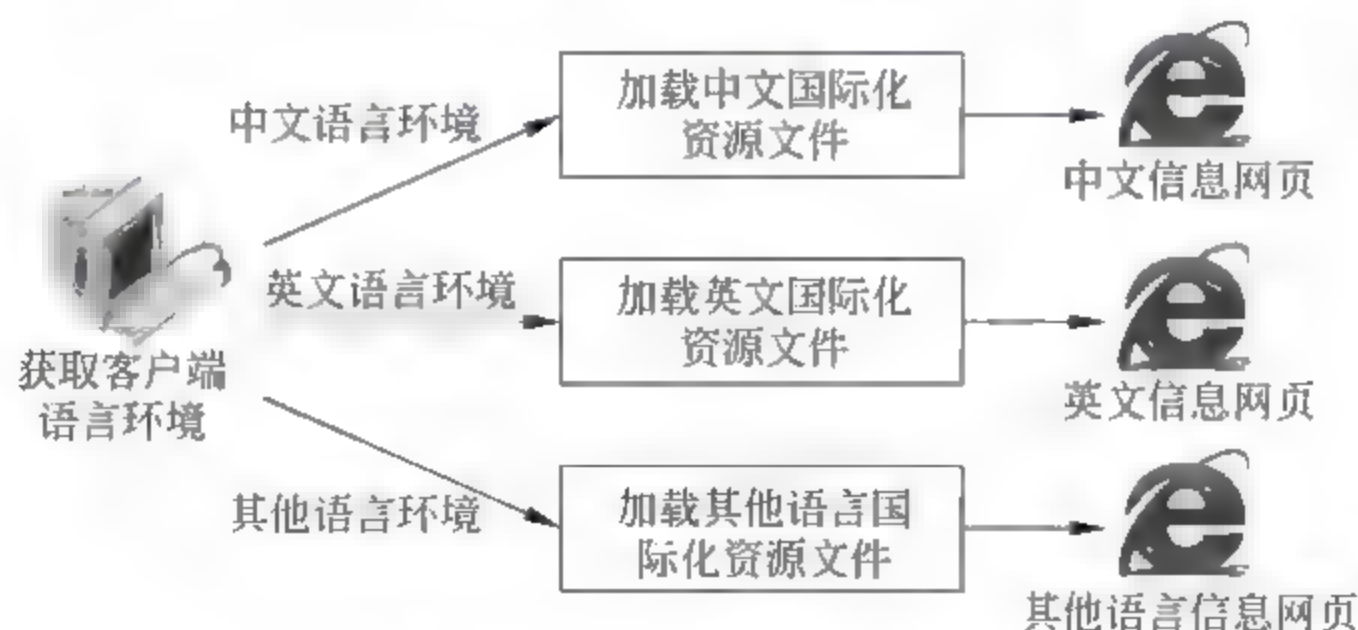 中文语言环境
加载中文国际化
资源文件
中文信息网页
获取客户端
语言环境
英文语言环境
加载英文国际化
资源文件
英文信息网页
其他语言环境
加载其他语言国
际化资源文件
其他语言信息网页